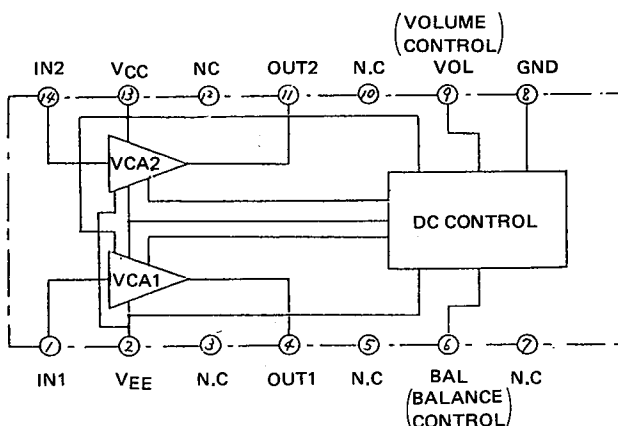 (VOLUME
CONTROL)
IN2 VCC NC OUT2 N.C VOL GND
14 13 12 11 10 9 8
VCA2
DC CONTROL
VCA1
1 2 3 4 5 6 7
IN1 VEE N.C OUT1 N.C BAL N.C
(BALANCE
CONTROL)